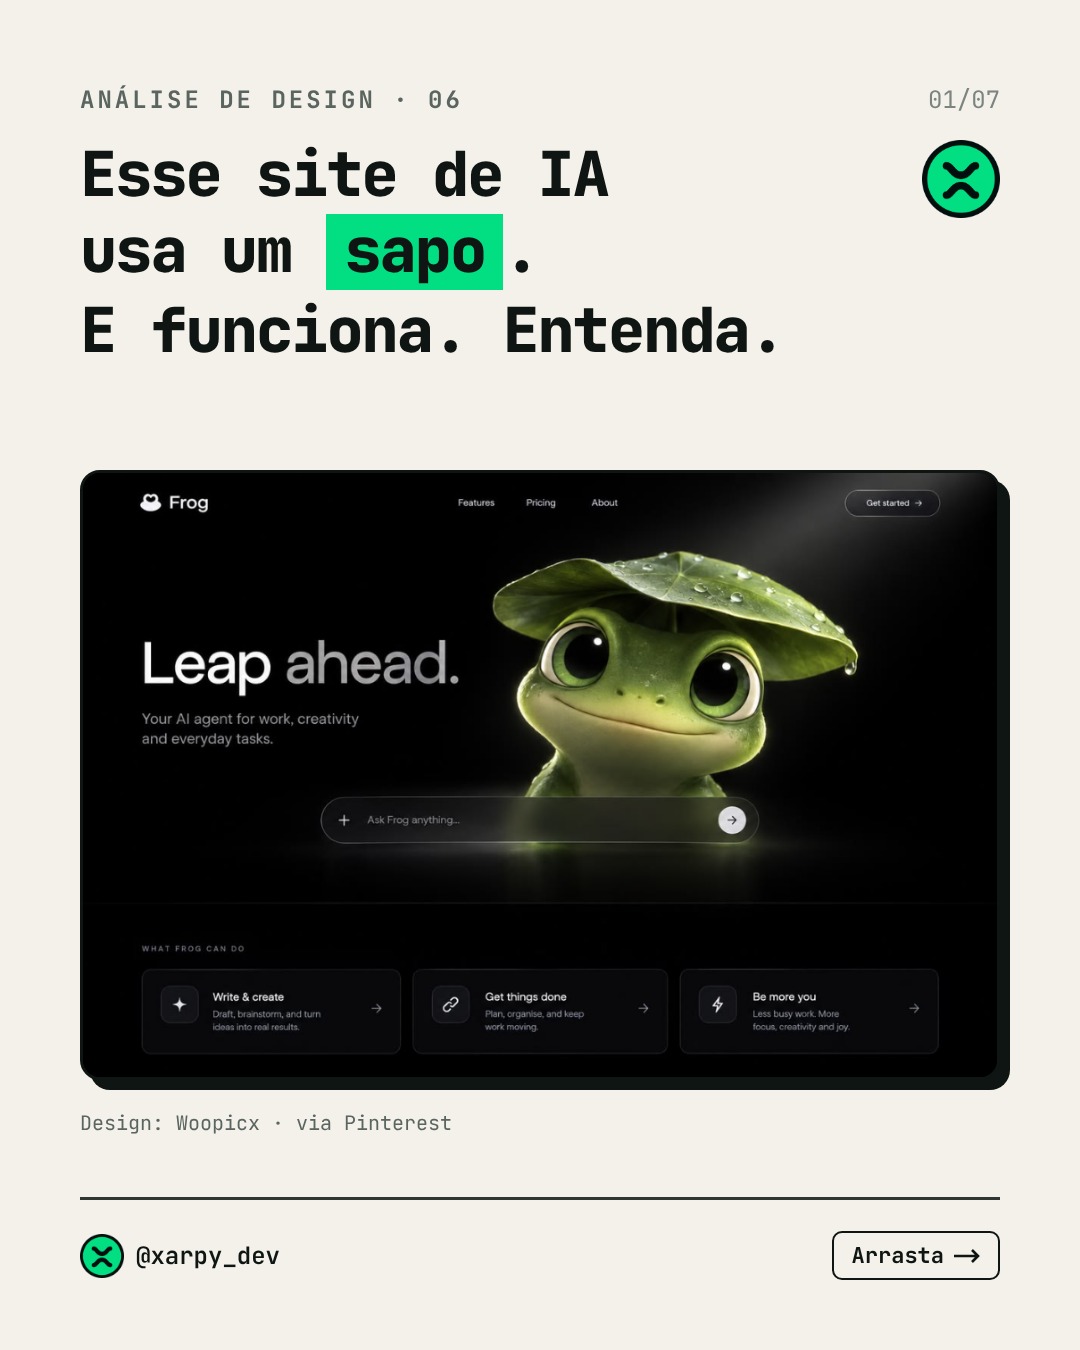 ANÁLISE DE DESIGN · 06
01/07
Esse site de IA
usa um sapo.
E funciona. Entenda.
Frog
Features
Pricing
About
Get started →
Leap ahead.
Your AI agent for work, creativity
and everyday tasks.
+ Ask Frog anything... →
WHAT FROG CAN DO
Write & create
Draft, brainstorm, and turn
ideas into real results.
→
Get things done
Plan, organise, and keep
work moving.
→
Be more you
Less busy work. More
focus, creativity and joy.
→
Design: Woopicx · via Pinterest
@xarpy_dev
Arrasta →